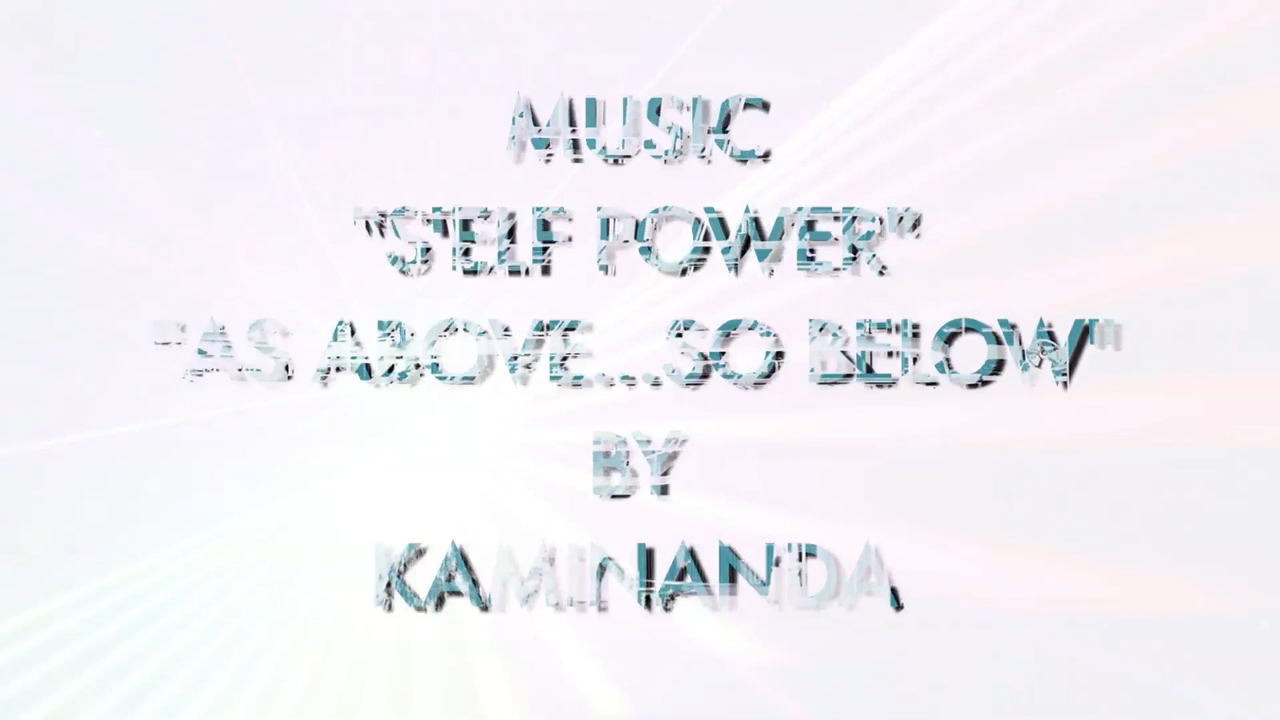 MUSIC
"SELF POWER"
"AS ABOVE...SO BELOW"
BY
KAMINANDA